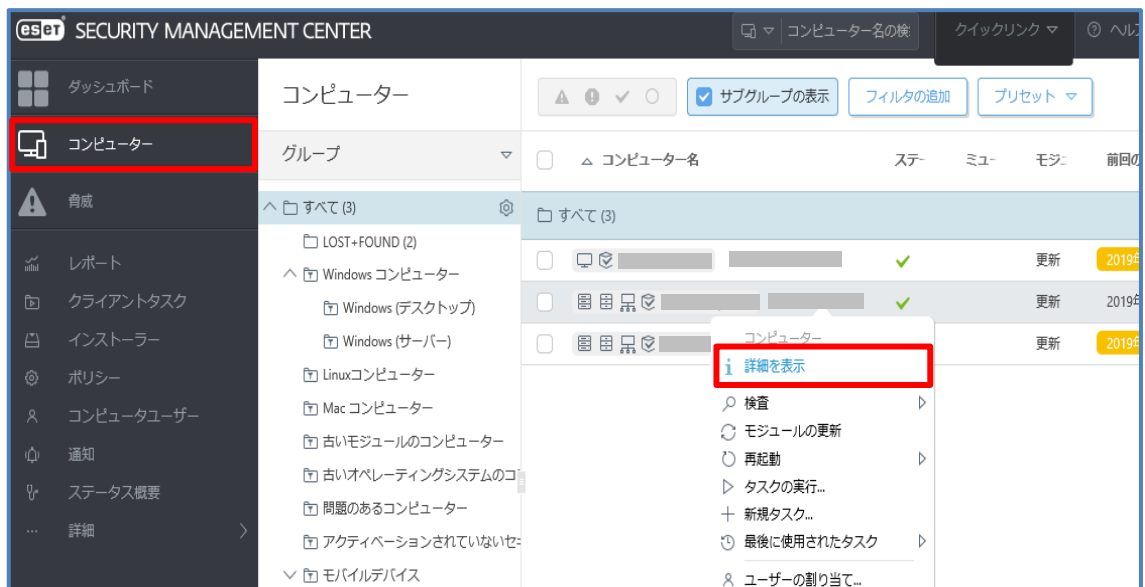 eset SECURITY MANAGEMENT CENTER
コンピューター名の検
クイックリンク
ヘル
ダッシュボード
コンピューター
脅威
レポート
クライアントタスク
インストーラー
ポリシー
コンピュータユーザー
通知
ステータス概要
詳細
コンピューター
サブグループの表示
フィルタの追加
プリセット
グループ
すべて (3)
LOST+FOUND (2)
Windows コンピューター
Windows (デスクトップ)
Windows (サーバー)
Linuxコンピューター
Mac コンピューター
古いモジュールのコンピューター
古いオペレーティングシステムのコ
問題のあるコンピューター
アクティベーションされていないセ
モバイルデバイス
コンピューター名 ステー ミュー モジ 前回の
すべて (3)
更新 2019年
更新 2019年
更新 2019年
コンピューター
詳細を表示
検査
モジュールの更新
再起動
タスクの実行...
新規タスク...
最後に使用されたタスク
ユーザーの割り当て...